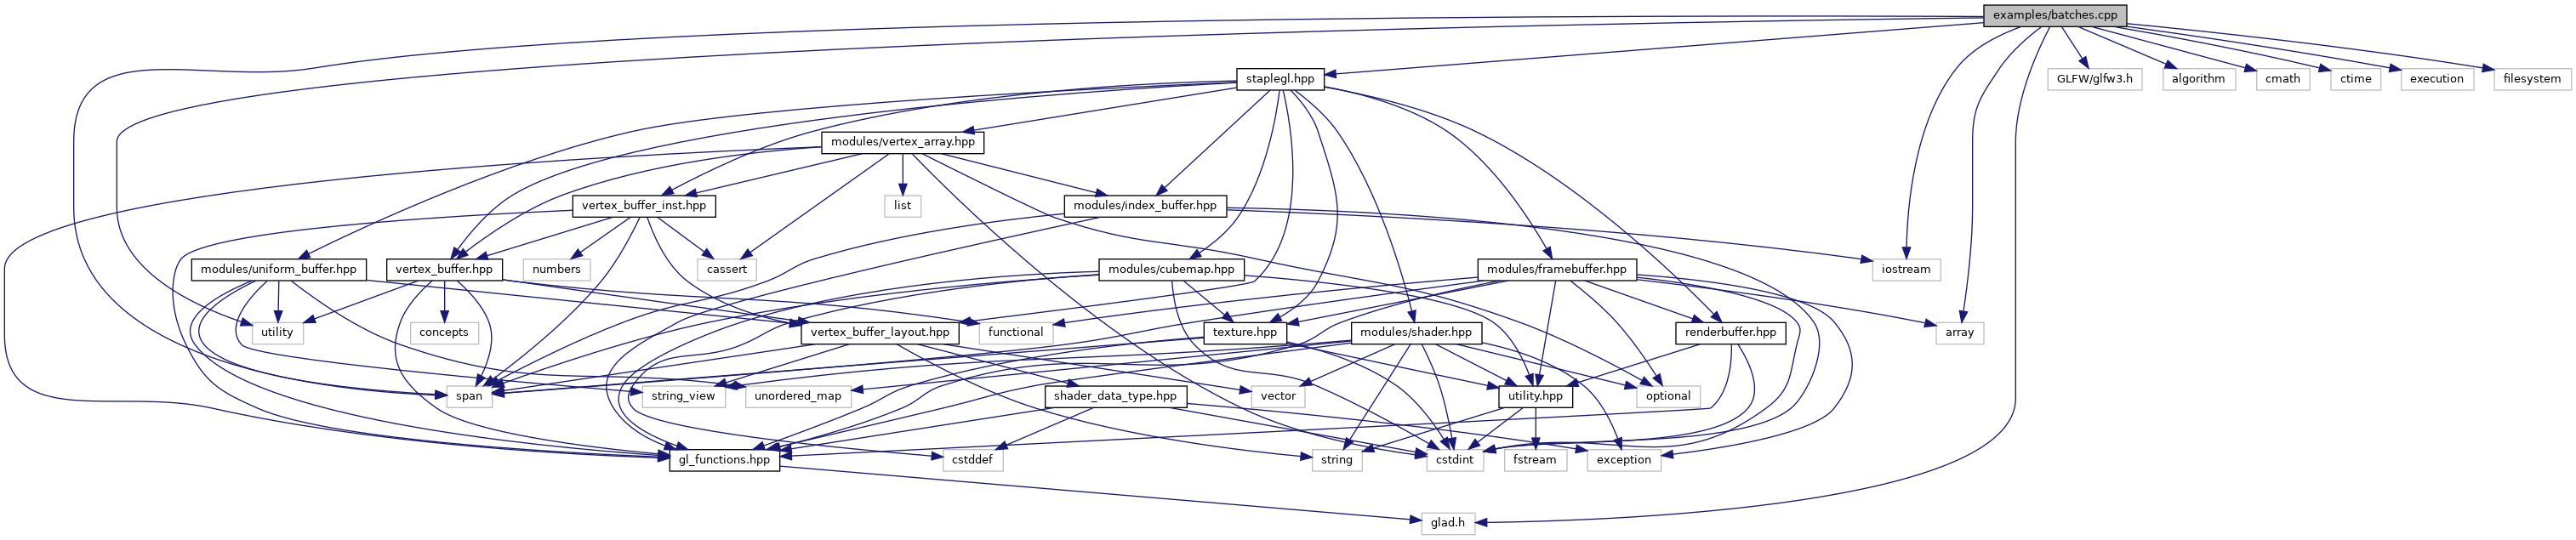 examples/batches.cpp
staplegl.hpp
GLFW/glfw3.h
algorithm
cmath
ctime
execution
filesystem
modules/vertex_array.hpp
vertex_buffer_inst.hpp
list
modules/index_buffer.hpp
modules/uniform_buffer.hpp
vertex_buffer.hpp
numbers
cassert
modules/cubemap.hpp
modules/framebuffer.hpp
iostream
utility
concepts
vertex_buffer_layout.hpp
functional
texture.hpp
modules/shader.hpp
renderbuffer.hpp
array
span
string_view
unordered_map
shader_data_type.hpp
vector
utility.hpp
optional
gl_functions.hpp
cstddef
string
cstdint
fstream
exception
glad.h